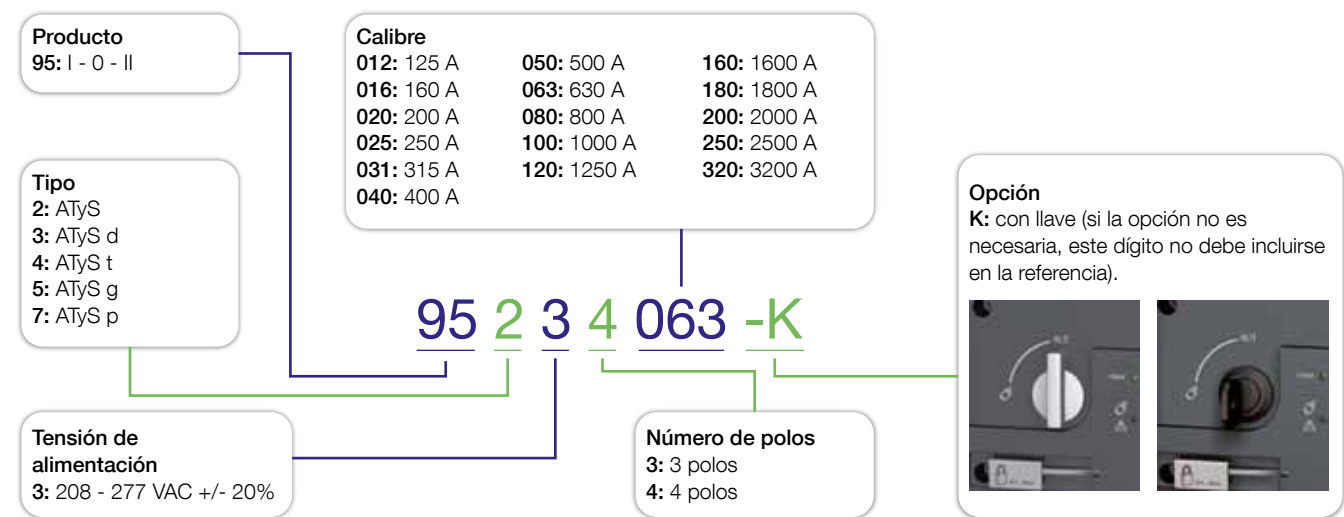 Producto
95: I - 0 - II
Calibre
012: 125 A
016: 160 A
020: 200 A
025: 250 A
031: 315 A
040: 400 A
050: 500 A
063: 630 A
080: 800 A
100: 1000 A
120: 1250 A
160: 1600 A
180: 1800 A
200: 2000 A
250: 2500 A
320: 3200 A
Tipo
2: ATyS
3: ATyS d
4: ATyS t
5: ATyS g
7: ATyS p
Opción
K: con llave (si la opción no es
necesaria, este dígito no debe incluirse
en la referencia).
95 2 3 4 063 -K
Tensión de
alimentación
3: 208 - 277 VAC +/- 20%
Número de polos
3: 3 polos
4: 4 polos